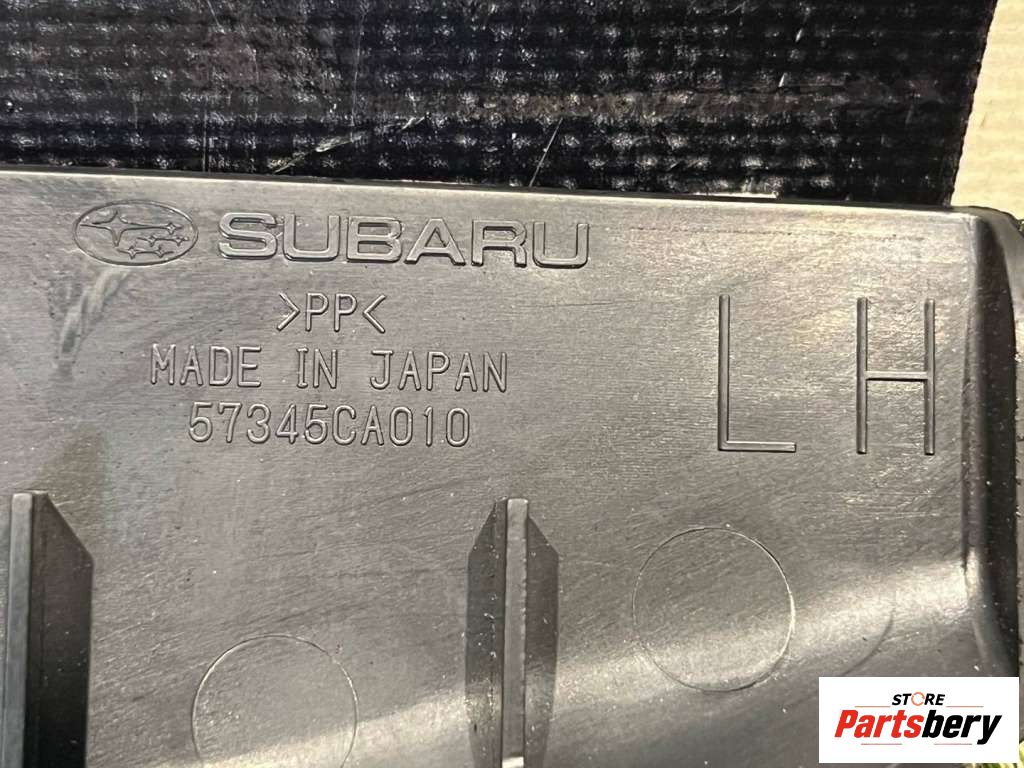 SUBARU
>PP<
MADE IN JAPAN
57345CA010
LH
STORE
Partsbery